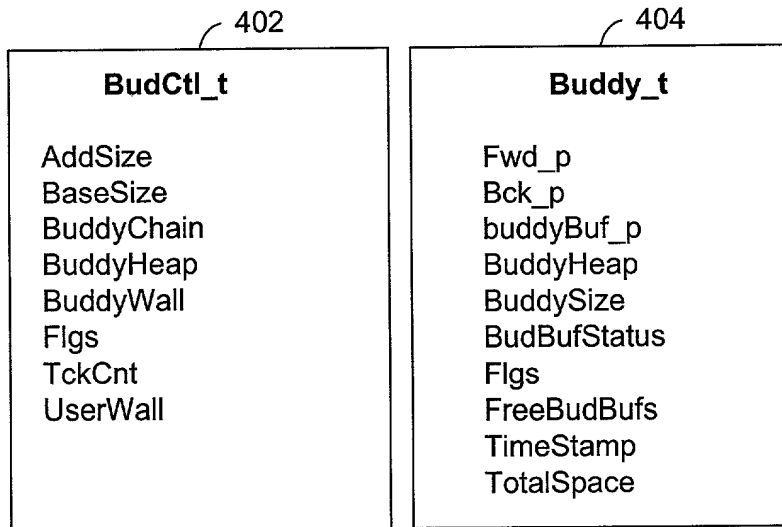 402
BudCtl_t
AddSize
BaseSize
BuddyChain
BuddyHeap
BuddyWall
Flgs
TckCnt
UserWall
404
Buddy_t
Fwd_p
Bck_p
buddyBuf_p
BuddyHeap
BuddySize
BudBufStatus
Flgs
FreeBudBufs
TimeStamp
TotalSpace